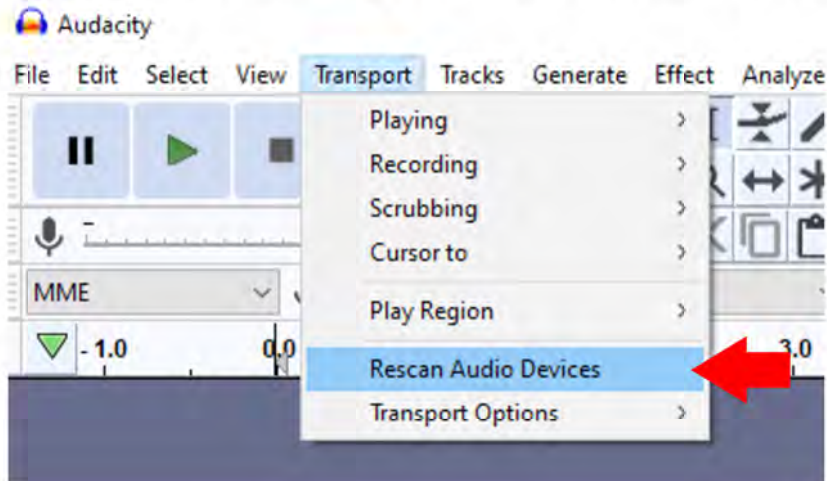 Audacity
File Edit Select View Transport Tracks Generate Effect Analyze
Playing
Recording
Scrubbing
Cursor to
MME
Play Region
- 1.0 0.0 3.0
Rescan Audio Devices
Transport Options